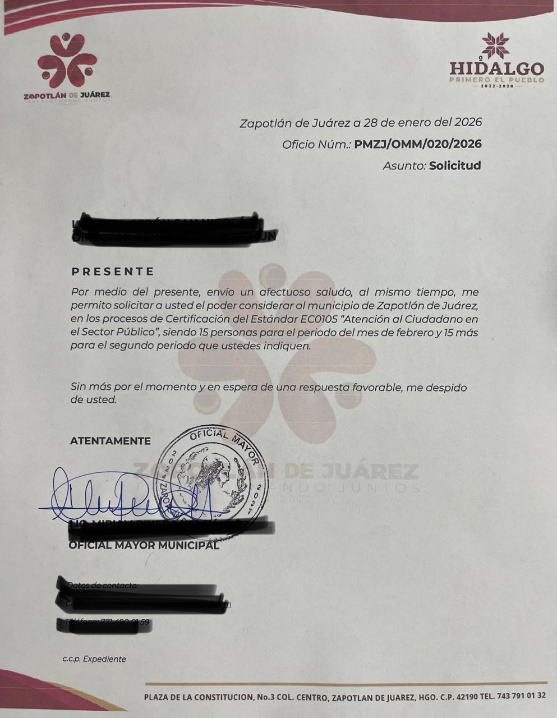 ZAPOTLÁN DE JUÁREZ
HIDALGO
PRIMERO EL PUEBLO
2022-2028
Zapotlán de Juárez a 28 de enero del 2026
Oficio Núm.: PMZJ/OMM/020/2026
Asunto: Solicitud
PRESENTE
Por medio del presente, envío un afectuoso saludo, al mismo tiempo, me
permito solicitar a usted el poder considerar al municipio de Zapotlán de Juárez,
en los procesos de Certificación del Estándar EC0105 "Atención al Ciudadano en
el Sector Público", siendo 15 personas para el periodo del mes de febrero y 15 más
para el segundo periodo que ustedes indiquen.
Sin más por el momento y en espera de una respuesta favorable, me despido
de usted.
ATENTAMENTE
OFICIAL MAYOR
ZAPOTLÁN DE JUÁREZ
OFICIAL MAYOR MUNICIPAL
Datos de contacto:
c.c.p. Expediente
PLAZA DE LA CONSTITUCION, No.3 COL. CENTRO, ZAPOTLAN DE JUAREZ, HGO. C.P. 42190 TEL. 743 791 01 32